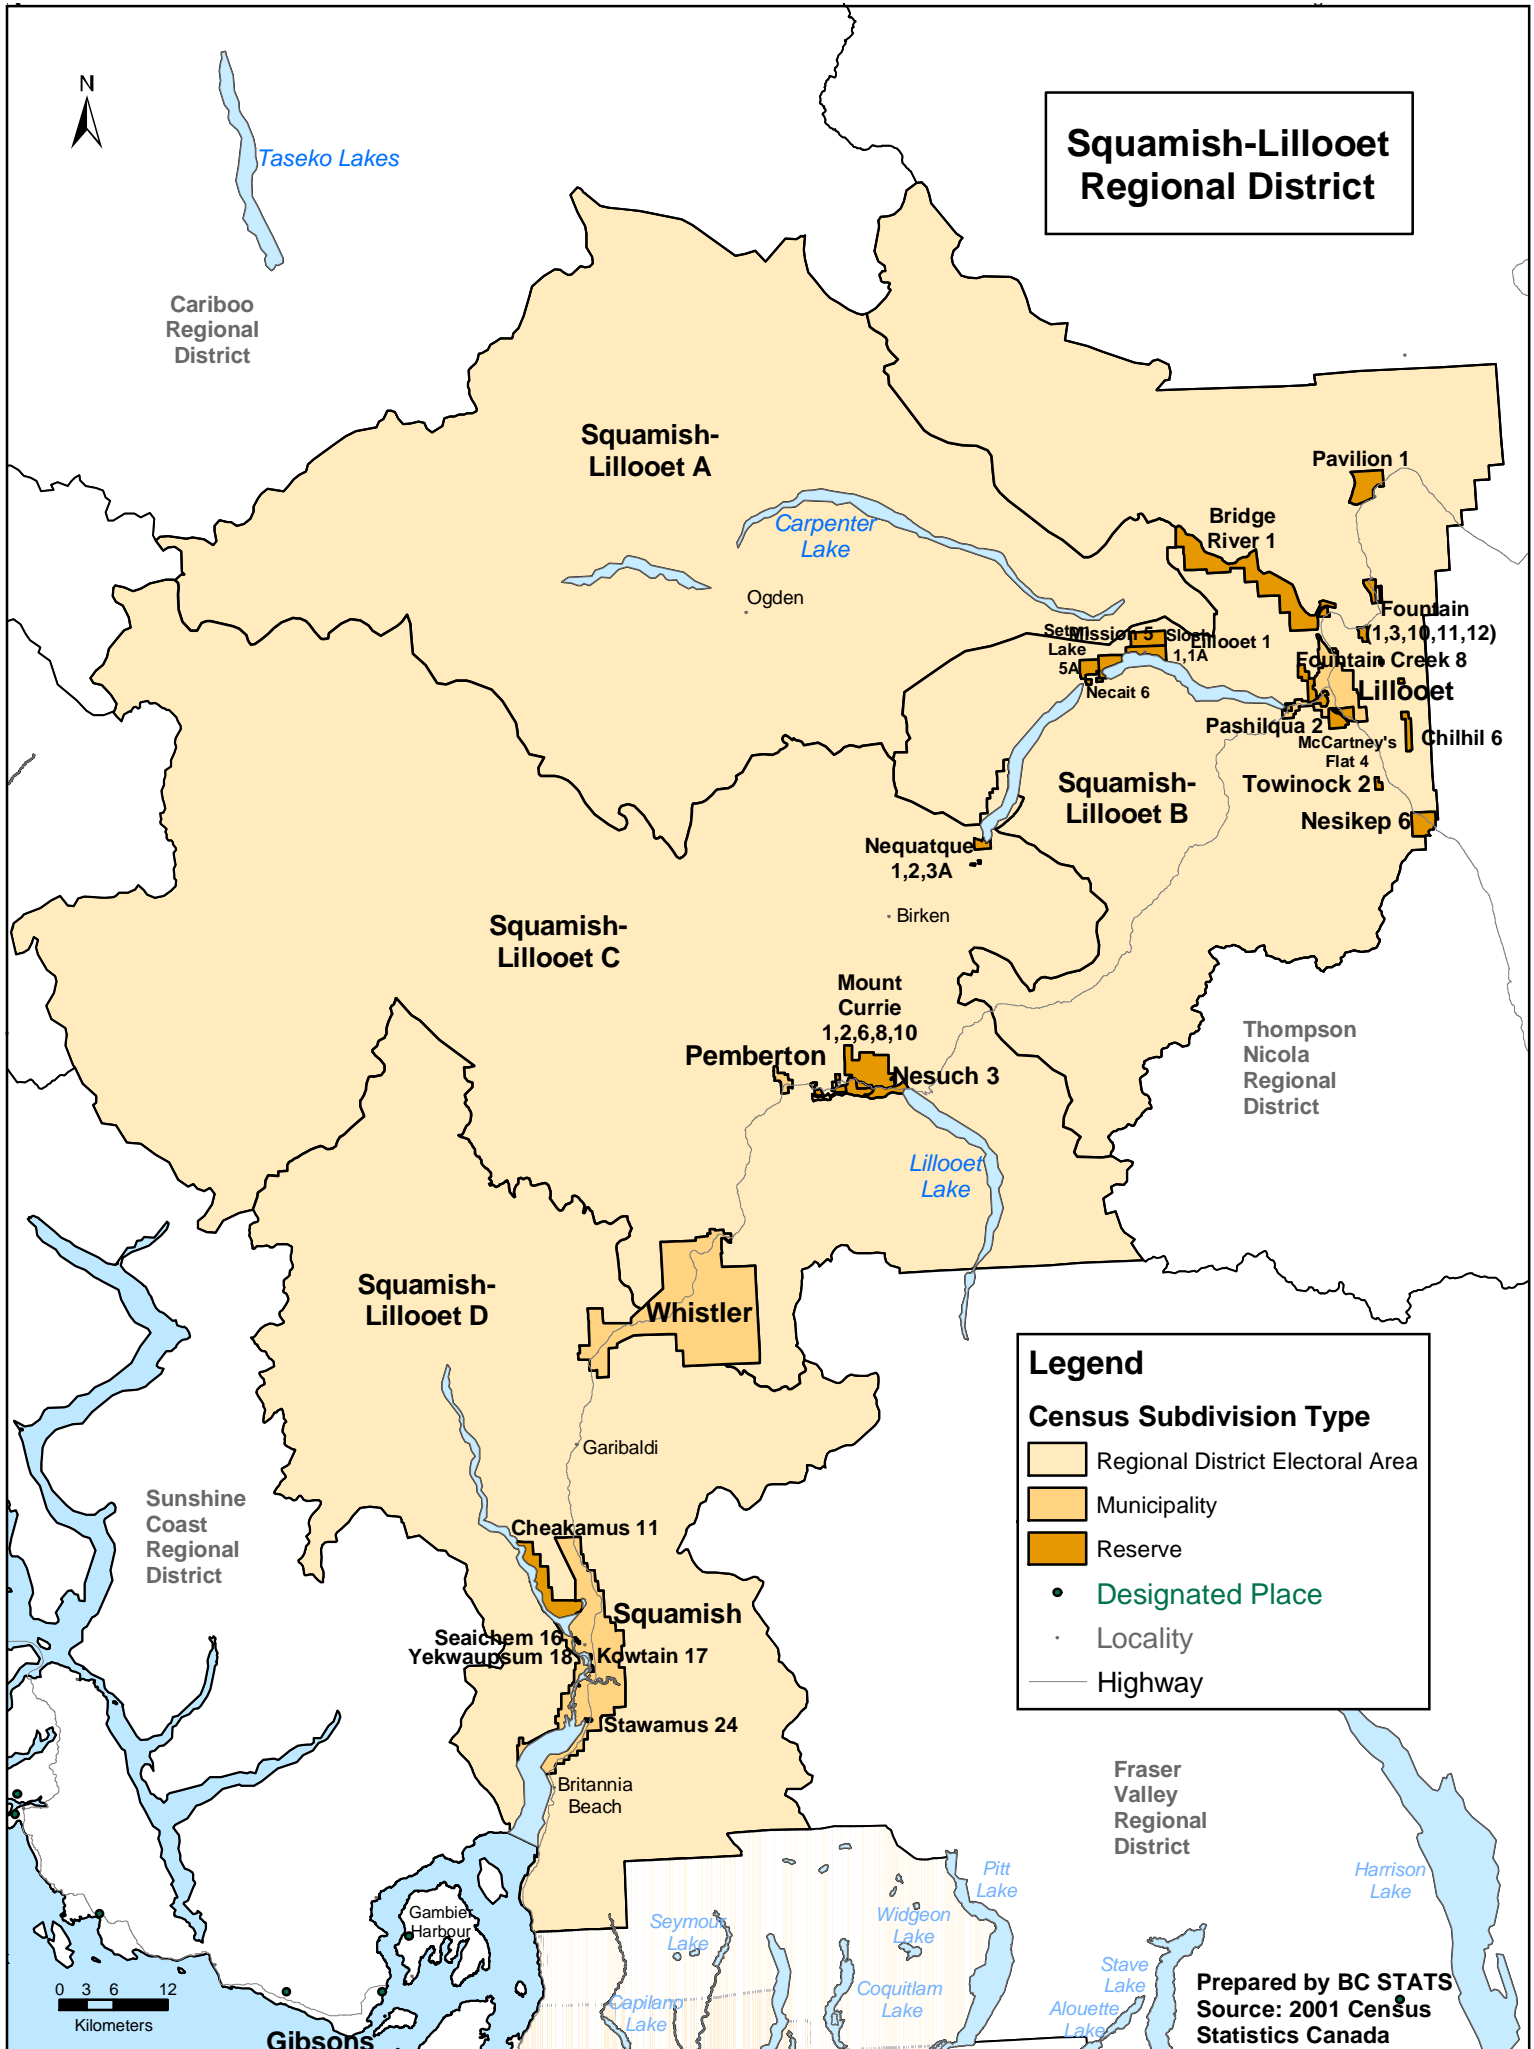 N
Squamish-Lillooet
Regional District
Taseko Lakes
Cariboo
Regional
District
Squamish-
Lillooet A
Pavilion 1
Carpenter
Lake
Bridge
River 1
Ogden
Fountain
(1,3,10,11,12)
Seton
Lake
5A
Mission 5
Slosh
1,1A
Lillooet 1
Fountain Creek 8
Necait 6
Lillooet
Pashilqua 2
McCartney's
Flat 4
Chilhil 6
Squamish-
Lillooet B
Towinock 2
Nesikep 6
Nequatque
1,2,3A
Birken
Squamish-
Lillooet C
Mount
Currie
1,2,6,8,10
Pemberton
Nesuch 3
Thompson
Nicola
Regional
District
Lillooet
Lake
Squamish-
Lillooet D
Whistler
Garibaldi
Legend
Census Subdivision Type
Regional District Electoral Area
Municipality
Reserve
Designated Place
Locality
Highway
Sunshine
Coast
Regional
District
Cheakamus 11
Squamish
Seaichem 16
Yekwaupsum 18
Kowtain 17
Stawamus 24
Britannia
Beach
Fraser
Valley
Regional
District
Pitt
Lake
Harrison
Lake
Gambier
Harbour
Seymour
Lake
Widgeon
Lake
Stave
Lake
Coquitlam
Lake
Capilano
Lake
Alouette
Lake
0 3 6 12
Kilometers
Gibsons
Prepared by BC STATS
Source: 2001 Census
Statistics Canada